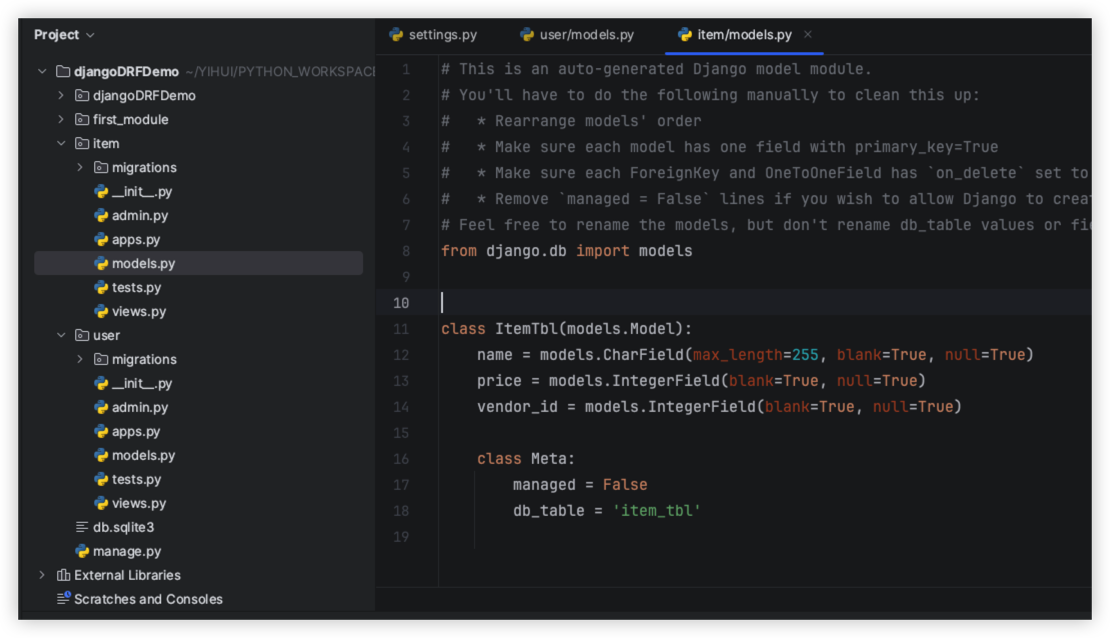 Project
djangoDRFDemo ~/YIHUI/PYTHON_WORKSPACE
djangoDRFDemo
first_module
item
migrations
__init__.py
admin.py
apps.py
models.py
tests.py
views.py
user
migrations
__init__.py
admin.py
apps.py
models.py
tests.py
views.py
db.sqlite3
manage.py
External Libraries
Scratches and Consoles
settings.py user/models.py item/models.py
1 # This is an auto-generated Django model module.
2 # You'll have to do the following manually to clean this up:
3 #   * Rearrange models' order
4 #   * Make sure each model has one field with primary_key=True
5 #   * Make sure each ForeignKey and OneToOneField has `on_delete` set to
6 #   * Remove `managed = False` lines if you wish to allow Django to crea
7 # Feel free to rename the models, but don't rename db_table values or fi
8 from django.db import models
9
10
11 class ItemTbl(models.Model):
12     name = models.CharField(max_length=255, blank=True, null=True)
13     price = models.IntegerField(blank=True, null=True)
14     vendor_id = models.IntegerField(blank=True, null=True)
15
16     class Meta:
17         managed = False
18         db_table = 'item_tbl'
19